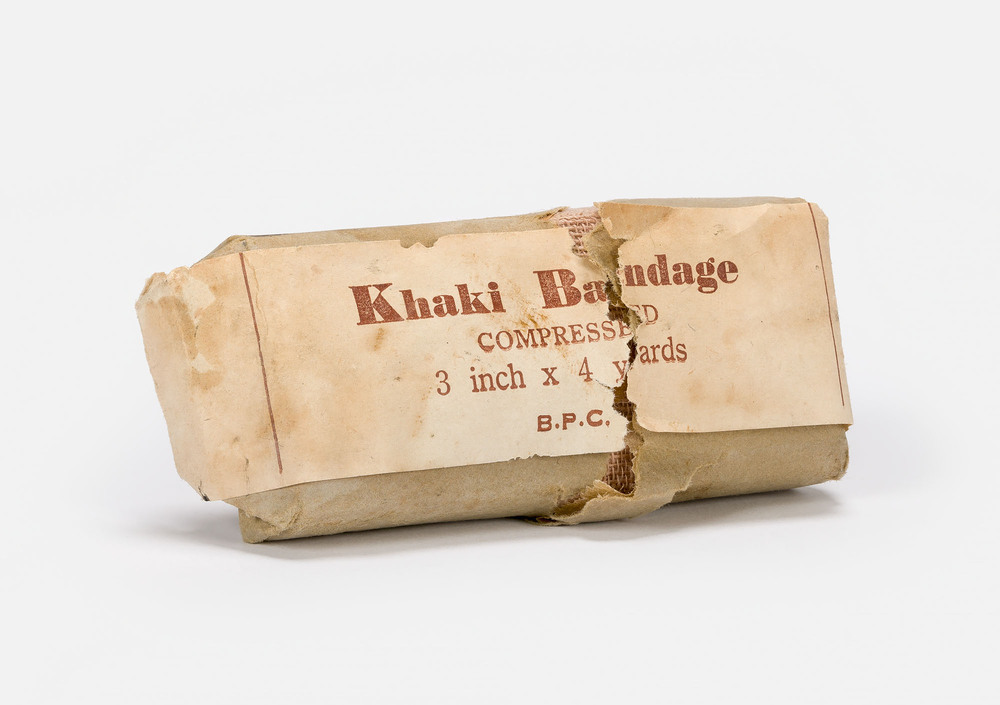 Khaki Bandage
COMPRESSED
3 inch x 4 yards
B.P.C.